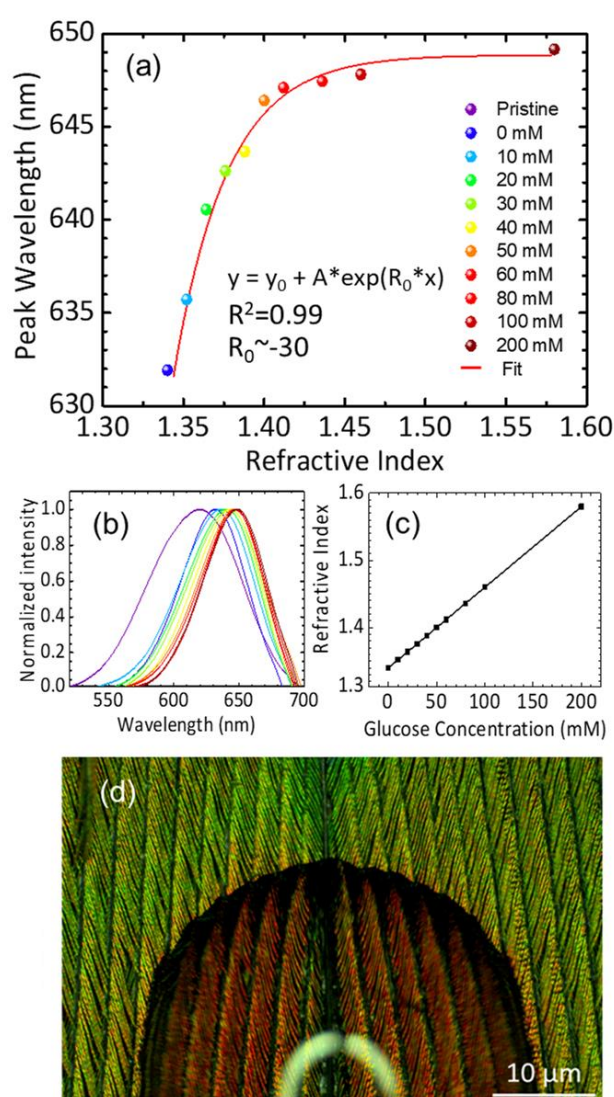 650
645
640
635
630
Peak Wavelength (nm)
(a)
Pristine
0 mM
10 mM
20 mM
30 mM
40 mM
50 mM
60 mM
80 mM
100 mM
200 mM
Fit
y = y₀ + A*exp(R₀*x)
R²=0.99
R₀~-30
1.30 1.35 1.40 1.45 1.50 1.55 1.60
Refractive Index
(b)
1.0
0.8
0.6
0.4
0.2
0.0
Normalized intensity
550 600 650 700
Wavelength (nm)
(c)
1.6
1.5
1.4
1.3
Refractive Index
0 50 100 150 200
Glucose Concentration (mM)
(d)
10 µm